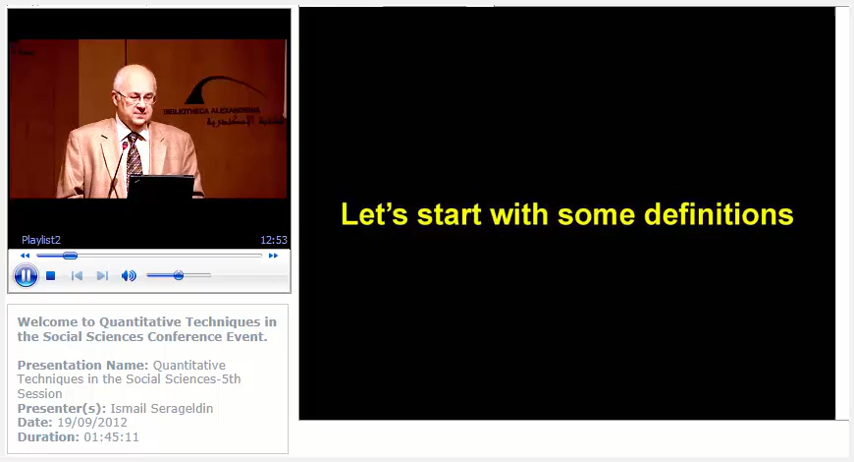 BIBLIOTHECA ALEXANDRINA
Playlist2
12:53
Welcome to Quantitative Techniques in
the Social Sciences Conference Event.
Presentation Name: Quantitative
Techniques in the Social Sciences-5th
Session
Presenter(s): Ismail Serageldin
Date: 19/09/2012
Duration: 01:45:11
Let's start with some definitions